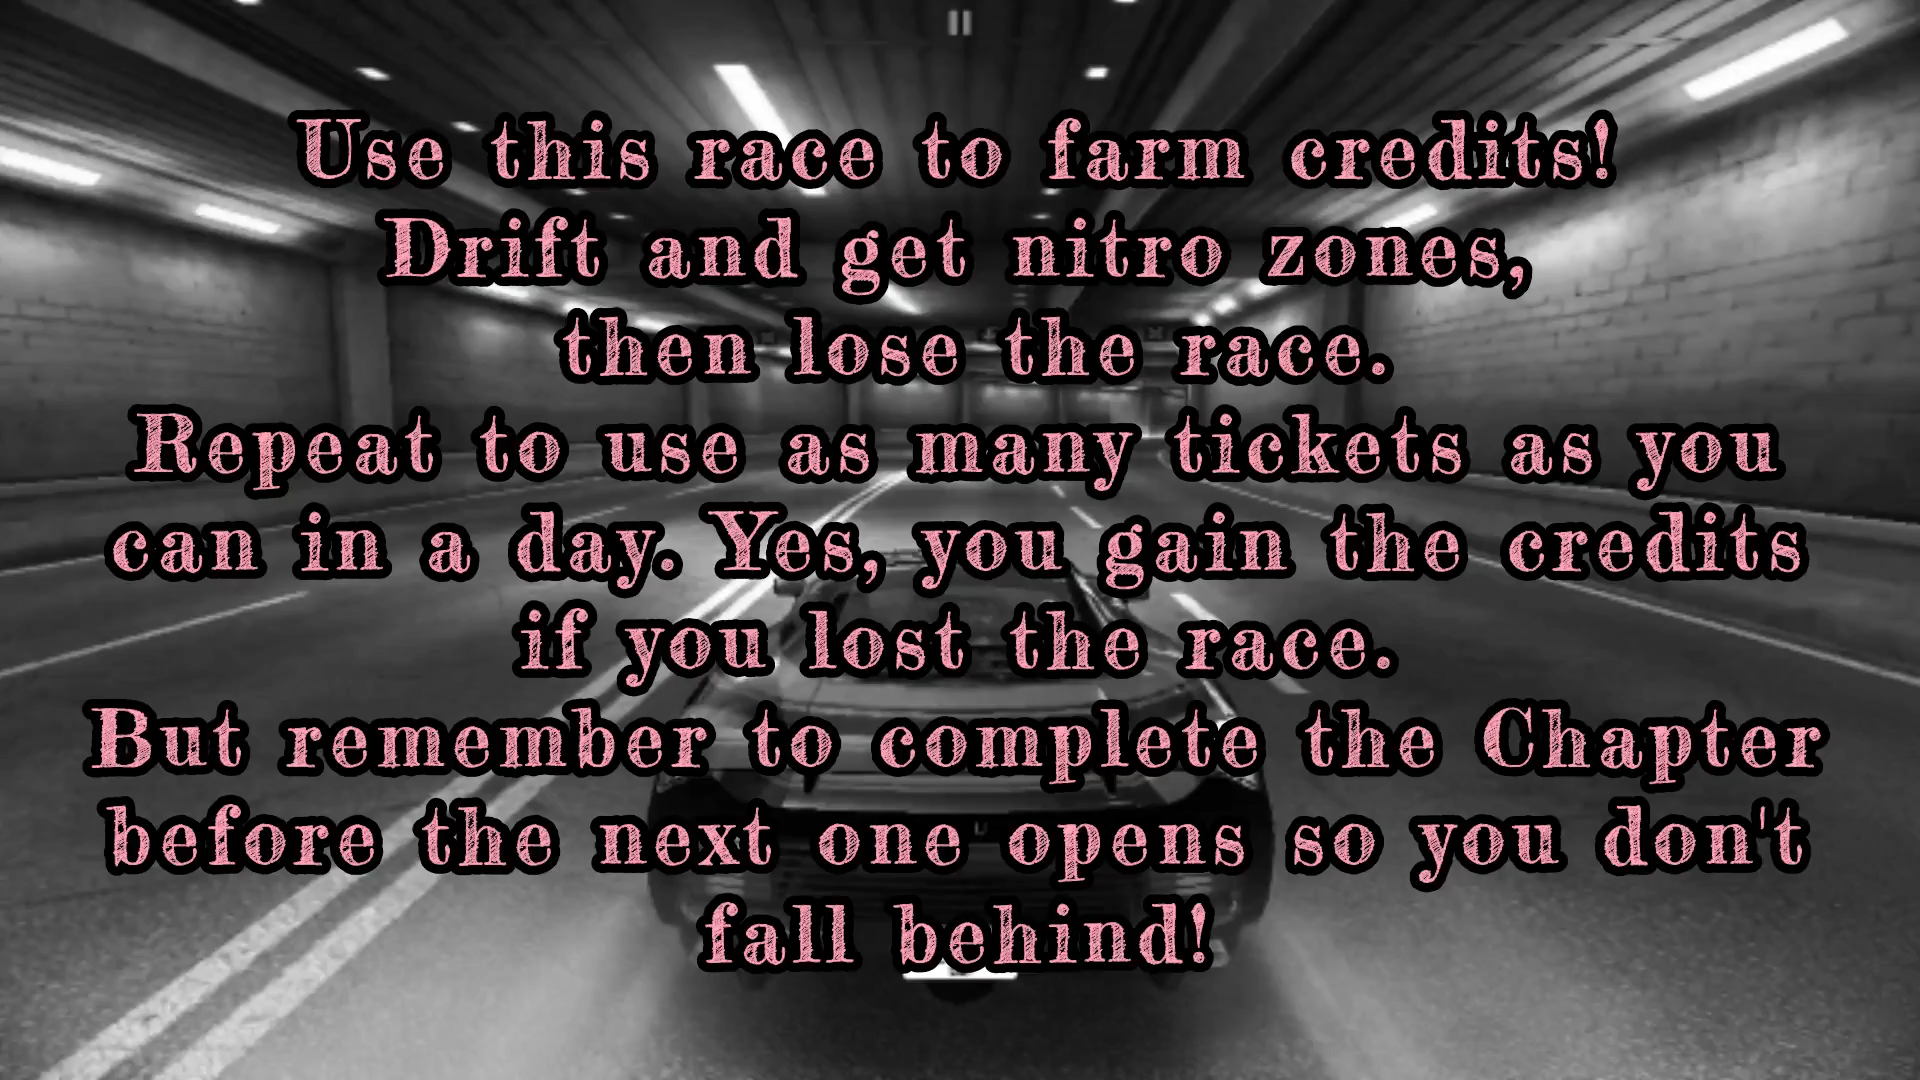 Use this race to farm credits!
Drift and get nitro zones,
then lose the race.
Repeat to use as many tickets as you
can in a day. Yes, you gain the credits
if you lost the race.
But remember to complete the Chapter
before the next one opens so you don't
fall behind!